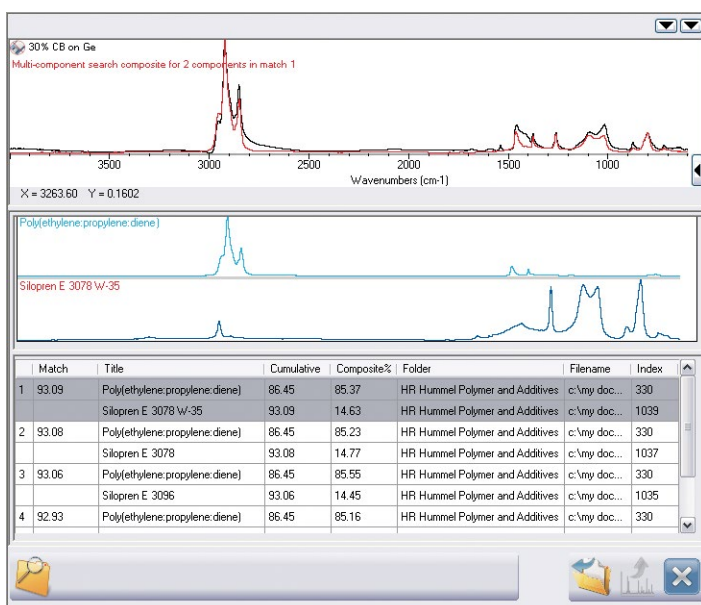 30% CB on Ge
Multi-component search composite for 2 components in match 1
3500 3000 2500 2000 1500 1000
Wavenumbers (cm-1)
X = 3263.60 Y = 0.1602
Poly(ethylene:propylene:diene)
Silopren E 3078 W-35
Match Title Cumulative Composite% Folder Filename Index
1 93.09 Poly(ethylene:propylene:diene) 86.45 85.37 HR Hummel Polymer and Additives c:\my doc... 330
Silopren E 3078 W-35 93.09 14.63 HR Hummel Polymer and Additives c:\my doc... 1039
2 93.08 Poly(ethylene:propylene:diene) 86.45 85.23 HR Hummel Polymer and Additives c:\my doc... 330
Silopren E 3078 93.08 14.77 HR Hummel Polymer and Additives c:\my doc... 1037
3 93.06 Poly(ethylene:propylene:diene) 86.45 85.55 HR Hummel Polymer and Additives c:\my doc... 330
Silopren E 3096 93.06 14.45 HR Hummel Polymer and Additives c:\my doc... 1035
4 92.93 Poly(ethylene:propylene:diene) 86.45 85.16 HR Hummel Polymer and Additives c:\my doc... 330